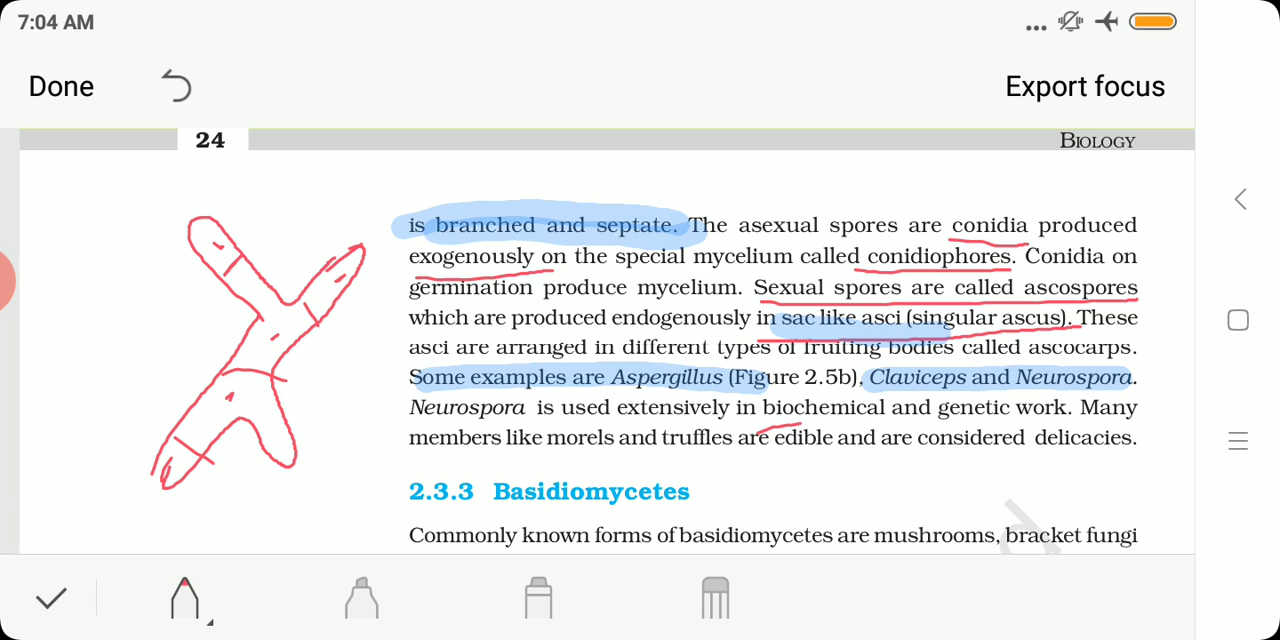 7:04 AM
Done
Export focus
24
BIOLOGY
is branched and septate. The asexual spores are conidia produced
exogenously on the special mycelium called conidiophores. Conidia on
germination produce mycelium. Sexual spores are called ascospores
which are produced endogenously in sac like asci (singular ascus). These
asci are arranged in different types of fruiting bodies called ascocarps.
Some examples are Aspergillus (Figure 2.5b), Claviceps and Neurospora.
Neurospora is used extensively in biochemical and genetic work. Many
members like morels and truffles are edible and are considered delicacies.
2.3.3 Basidiomycetes
Commonly known forms of basidiomycetes are mushrooms, bracket fungi